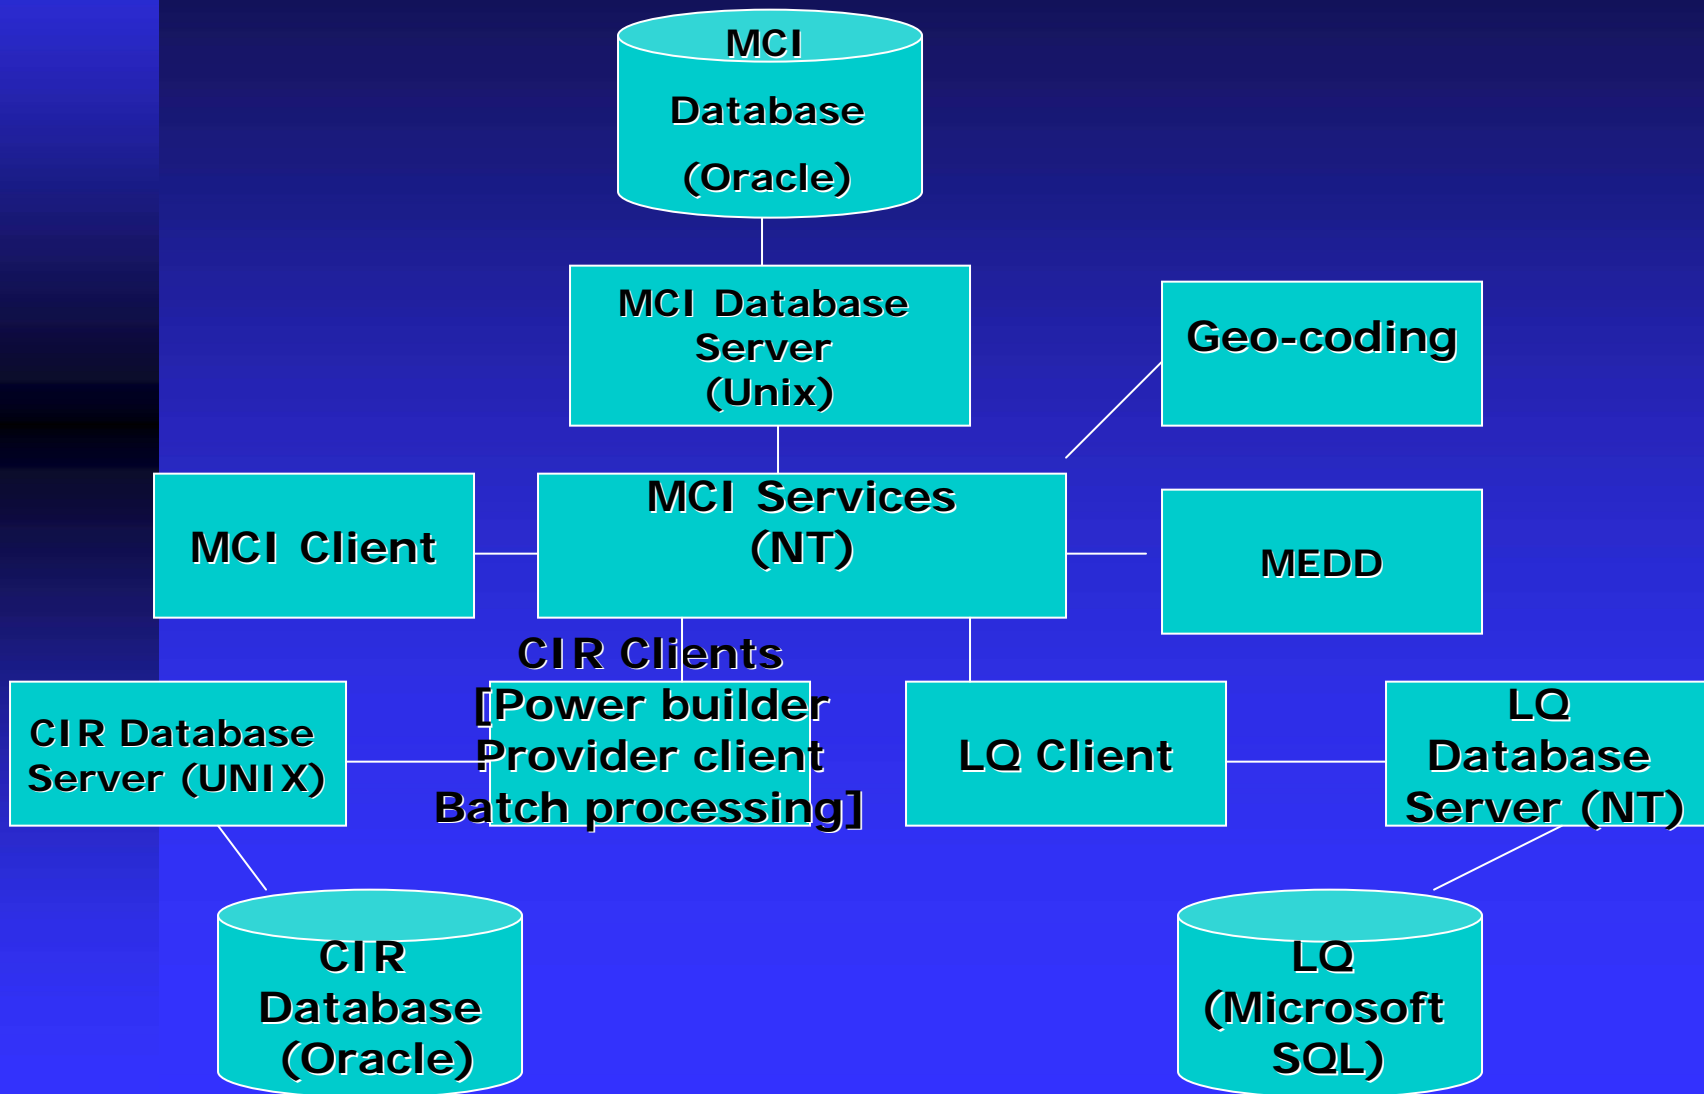 MCI
Database
(Oracle)
MCI Database
Server
(Unix)
Geo-coding
MCI Client
MCI Services
(NT)
MEDD
CIR Database
Server (UNIX)
CIR Clients
[Power builder
Provider client
Batch processing]
LQ Client
LQ
Database
Server (NT)
CIR
Database
(Oracle)
LQ
(Microsoft
SQL)